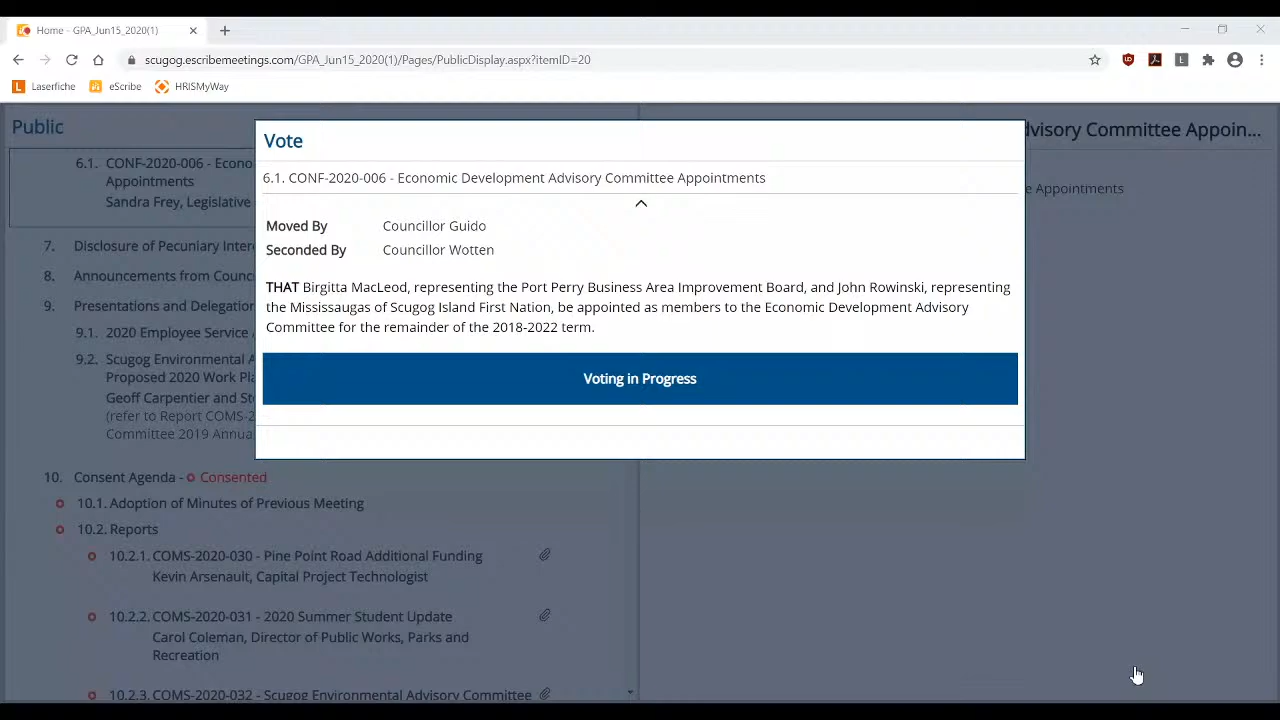 Home - GPA_Jun15_2020(1)
scugog.escribemeetings.com/GPA_Jun15_2020(1)/Pages/PublicDisplay.aspx?itemID=20
Laserfiche eScribe HRISMyWay
Public
dvisory Committee Appoin...
Vote
6.1. CONF-2020-006 - Economic Development Advisory Committee Appointments
Moved By Councillor Guido
Seconded By Councillor Wotten
THAT Birgitta MacLeod, representing the Port Perry Business Area Improvement Board, and John Rowinski, representing
the Mississaugas of Scugog Island First Nation, be appointed as members to the Economic Development Advisory
Committee for the remainder of the 2018-2022 term.
Voting in Progress
6.1. CONF-2020-006 - Econo
Appointments
Sandra Frey, Legislative
e Appointments
7. Disclosure of Pecuniary Inter
8. Announcements from Counc
9. Presentations and Delegation
9.1. 2020 Employee Service
9.2. Scugog Environmental A
Proposed 2020 Work Pla
Geoff Carpentier and Ste
(refer to Report COMS-2
Committee 2019 Annua
10. Consent Agenda - Consented
10.1. Adoption of Minutes of Previous Meeting
10.2. Reports
10.2.1. COMS-2020-030 - Pine Point Road Additional Funding
Kevin Arsenault, Capital Project Technologist
10.2.2. COMS-2020-031 - 2020 Summer Student Update
Carol Coleman, Director of Public Works, Parks and
Recreation
10.2.3. COMS-2020-032 - Scugog Environmental Advisory Committee